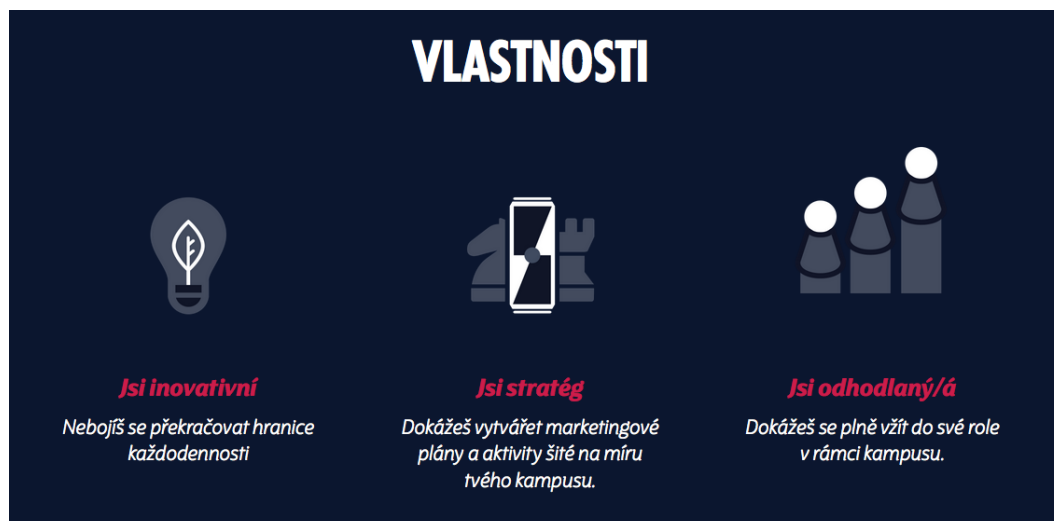 VLASTNOSTI
Jsi inovativní
Nebojíš se překračovat hranice
každodennosti
Jsi stratég
Dokážeš vytvářet marketingové
plány a aktivity šité na míru
tvého kampusu.
Jsi odhodlaný/á
Dokážeš se plně vžít do své role
v rámci kampusu.